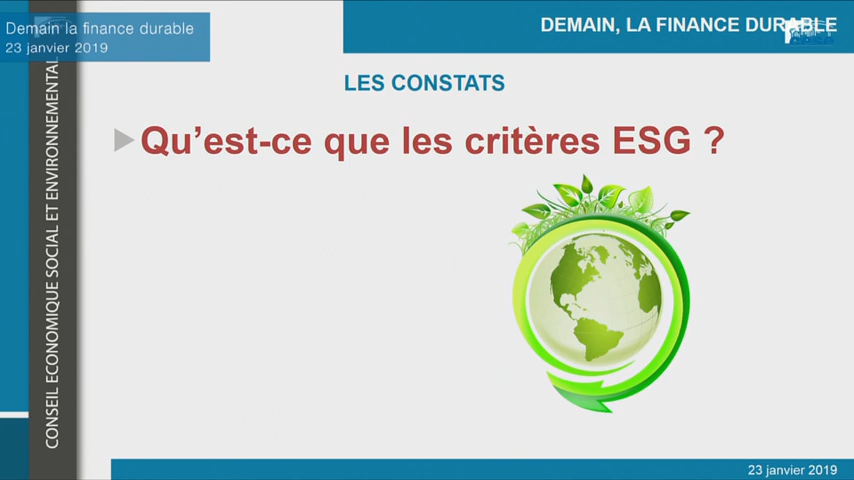 Demain la finance durable
23 janvier 2019
DEMAIN, LA FINANCE DURABLE
LES CONSTATS
Qu’est-ce que les critères ESG ?
CONSEIL ECONOMIQUE SOCIAL ET ENVIRONNEMENTAL
23 janvier 2019